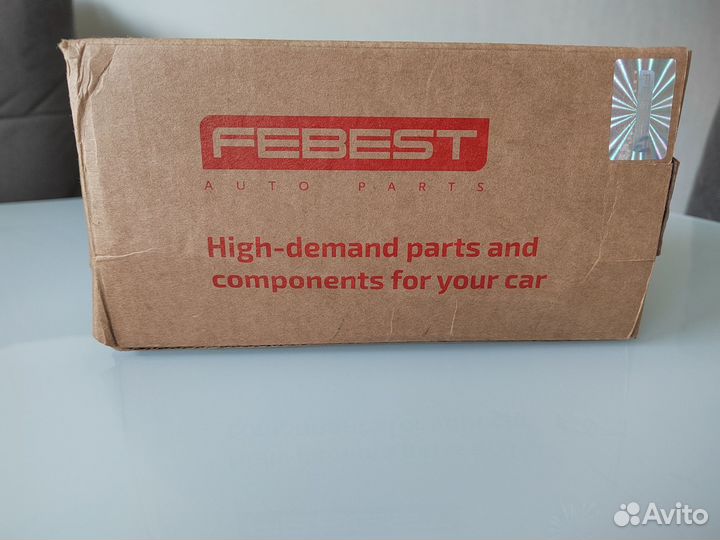 FEBEST
AUTO PARTS
High-demand parts and
components for your car
Avito